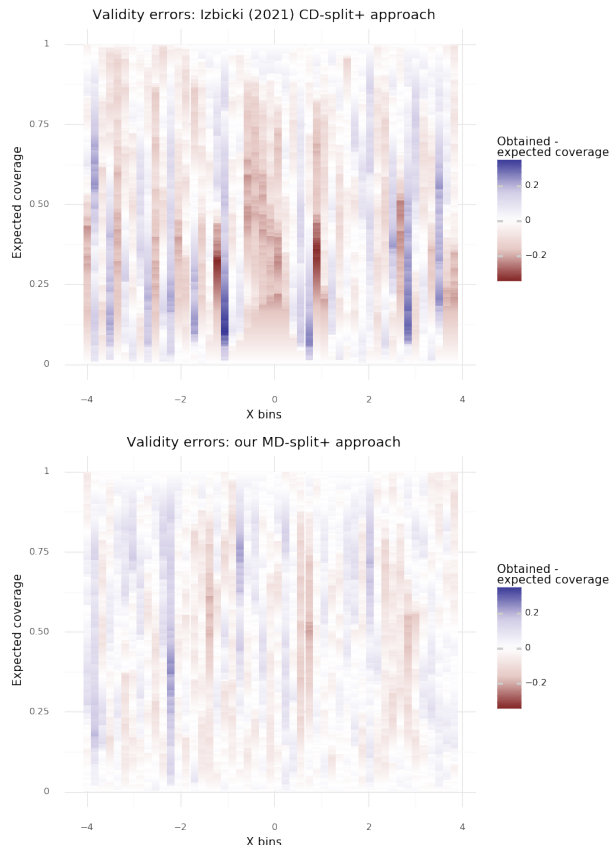 Validity errors: Izbicki (2021) CD-split+ approach
1
0.75
0.50
0.25
0
Expected coverage
−4
−2
0
2
4
X bins
Obtained -
expected coverage
0.2
0
−0.2
Validity errors: our MD-split+ approach
1
0.75
0.50
0.25
0
Expected coverage
−4
−2
0
2
4
X bins
Obtained -
expected coverage
0.2
0
−0.2